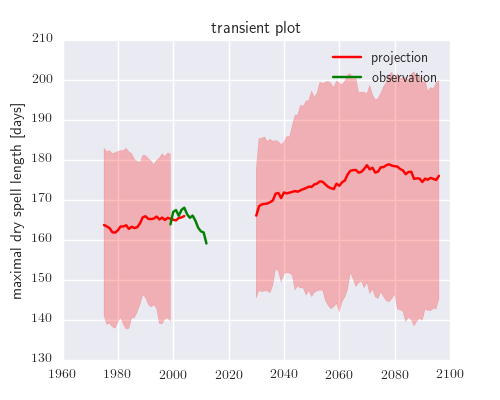 transient plot
projection
observation
maximal dry spell length [days]
210
200
190
180
170
160
150
140
130
1960 1980 2000 2020 2040 2060 2080 2100